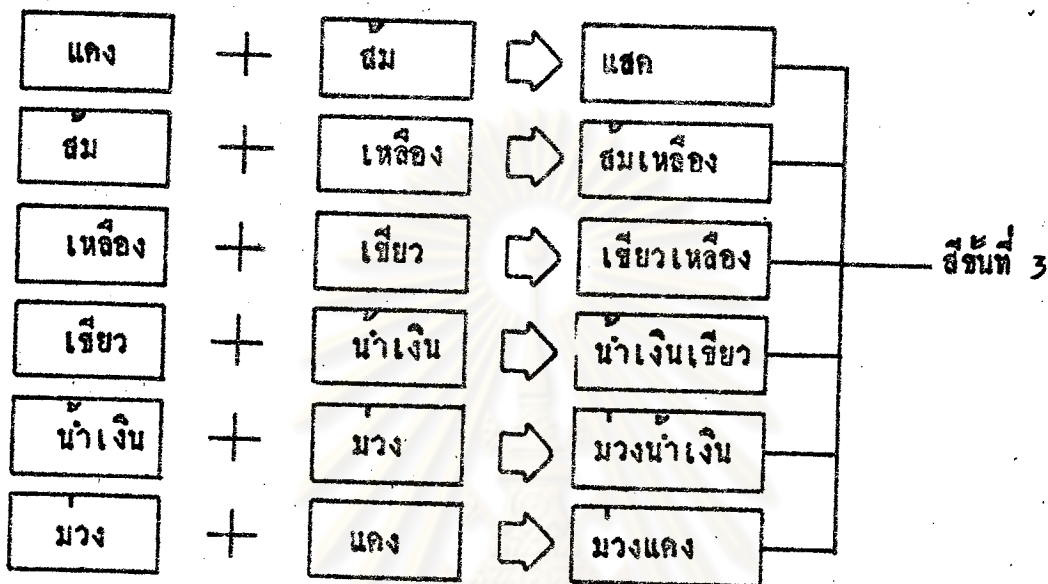 แดง + ส้ม ⇨ แสด
ส้ม + เหลือง ⇨ ส้มเหลือง
เหลือง + เขียว ⇨ เขียวเหลือง
สีขั้นที่ 3
เขียว + น้ำเงิน ⇨ น้ำเงินเขียว
น้ำเงิน + ม่วง ⇨ ม่วงน้ำเงิน
ม่วง + แดง ⇨ ม่วงแดง